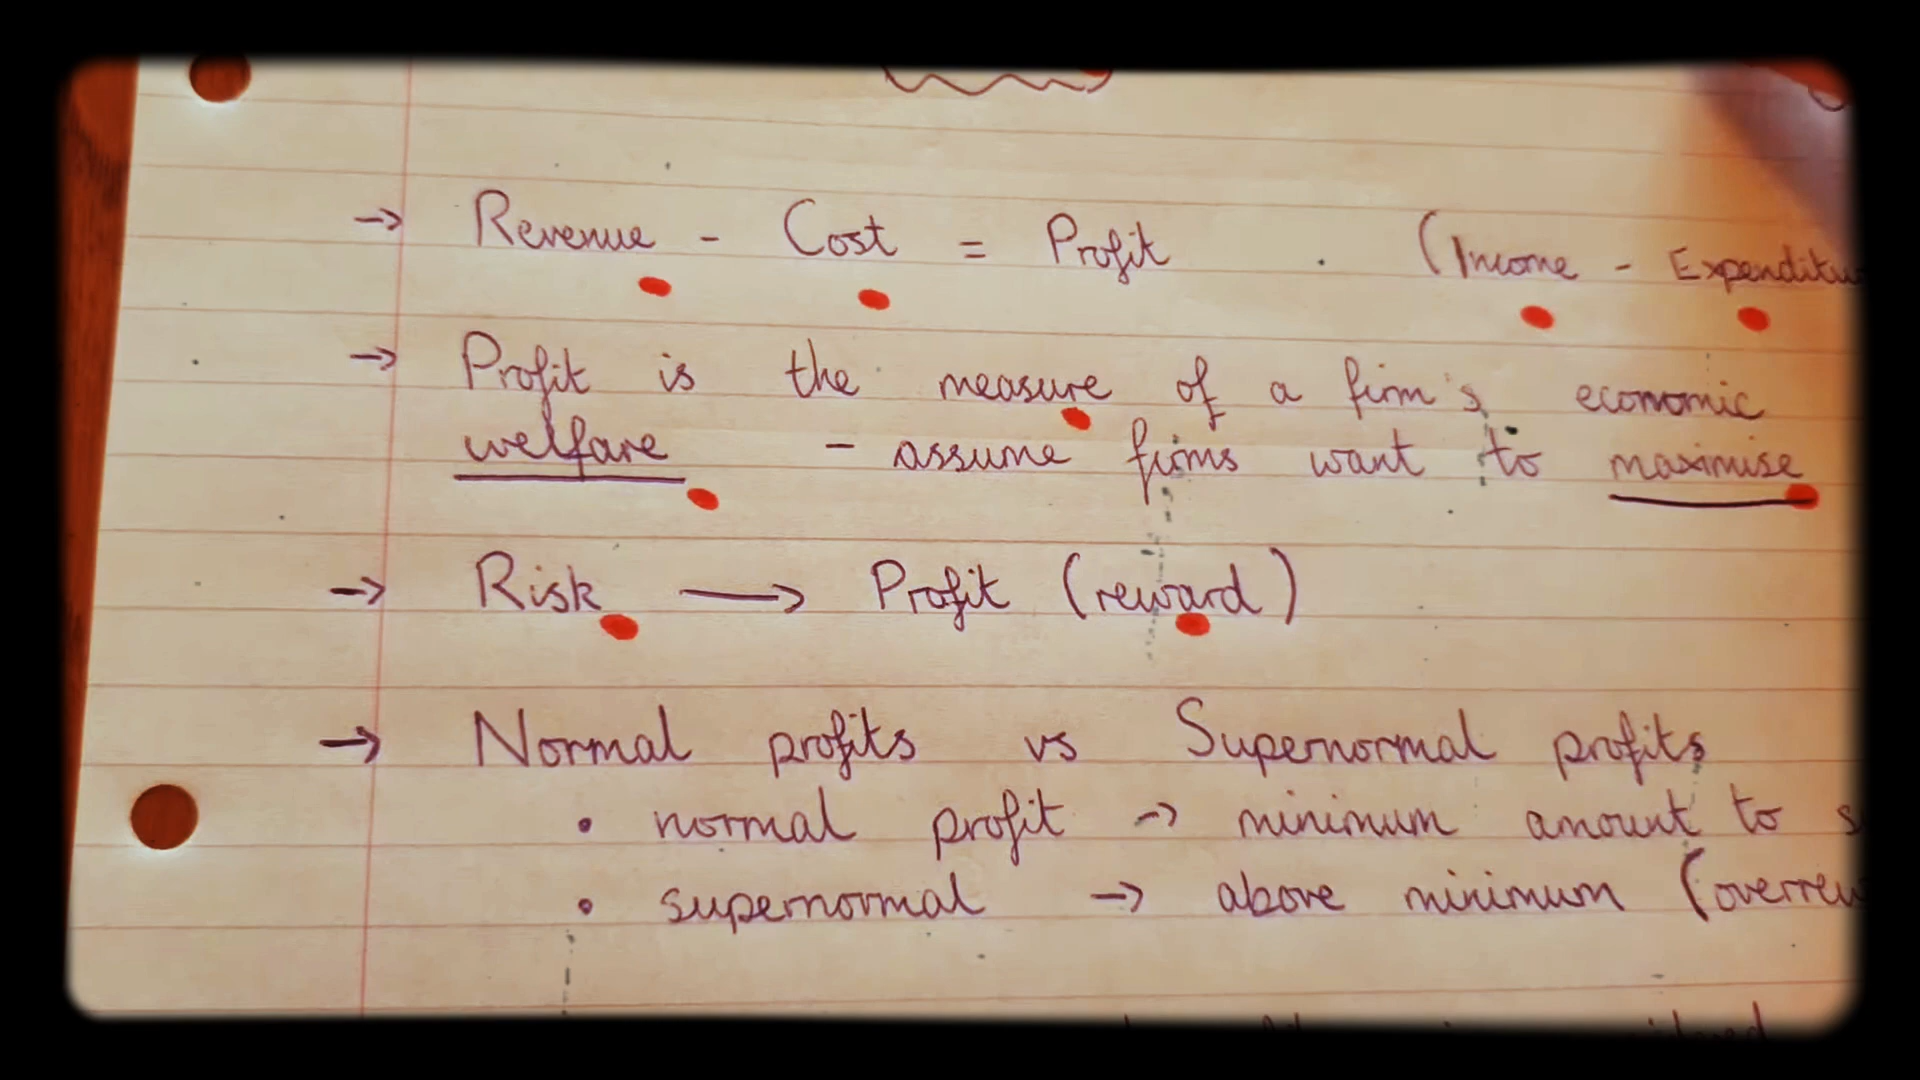 → Revenue - Cost = Profit (Income - Expenditu
→ Profit is the measure of a firm's economic
welfare - assume firms want to maximise
→ Risk → Profit (reward)
→ Normal profits vs Supernormal profits
• normal profit → minimum amount to s
• supernormal → above minimum (overrew